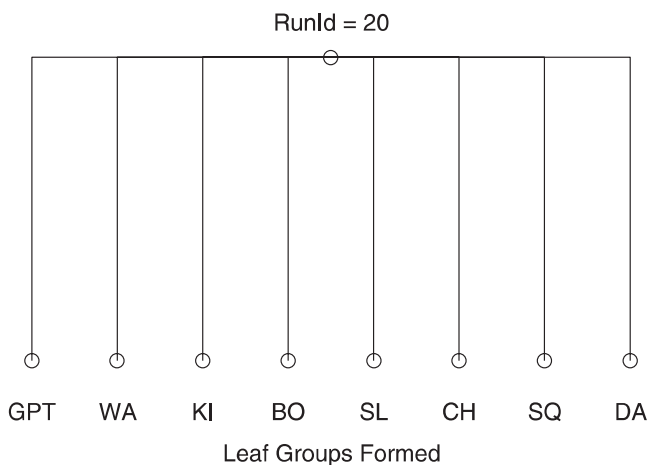 RunId = 20
GPT WA KI BO SL CH SQ DA
Leaf Groups Formed